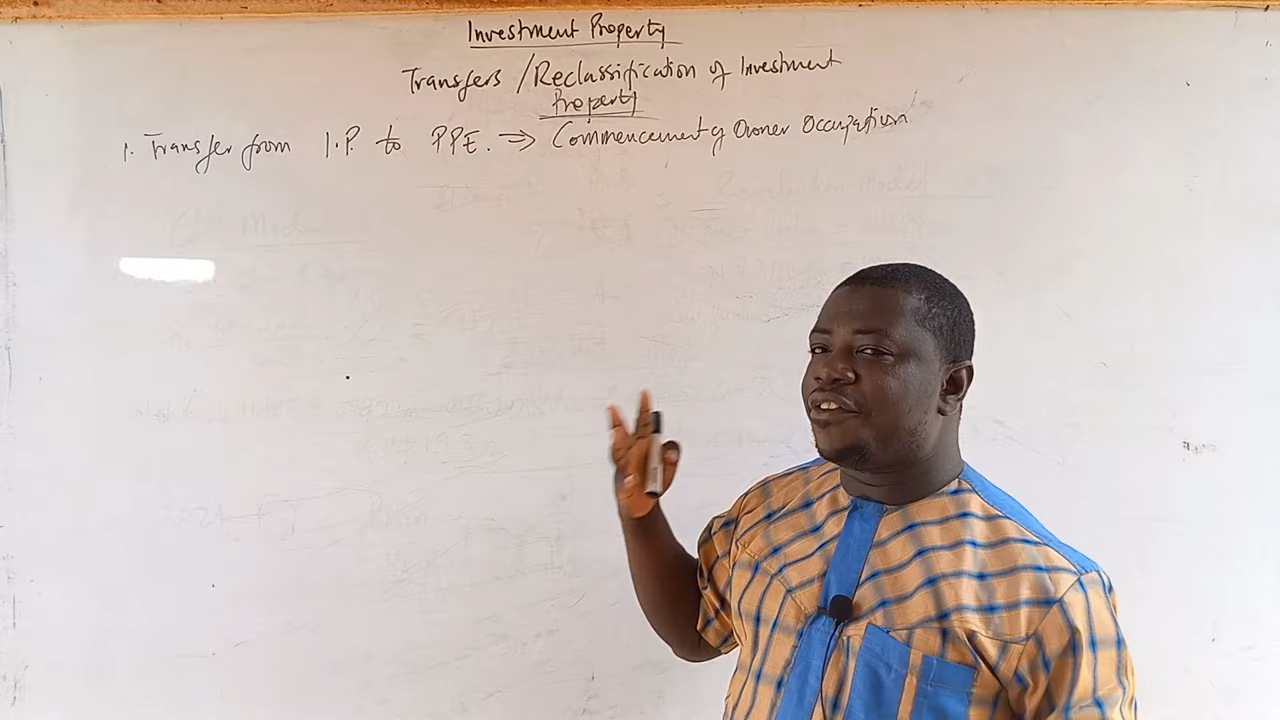 Investment Property
Transfers / Reclassification of Investment
Property
1. Transfer from I.P. to PPE. ⇒ Commencement of Owner Occupation